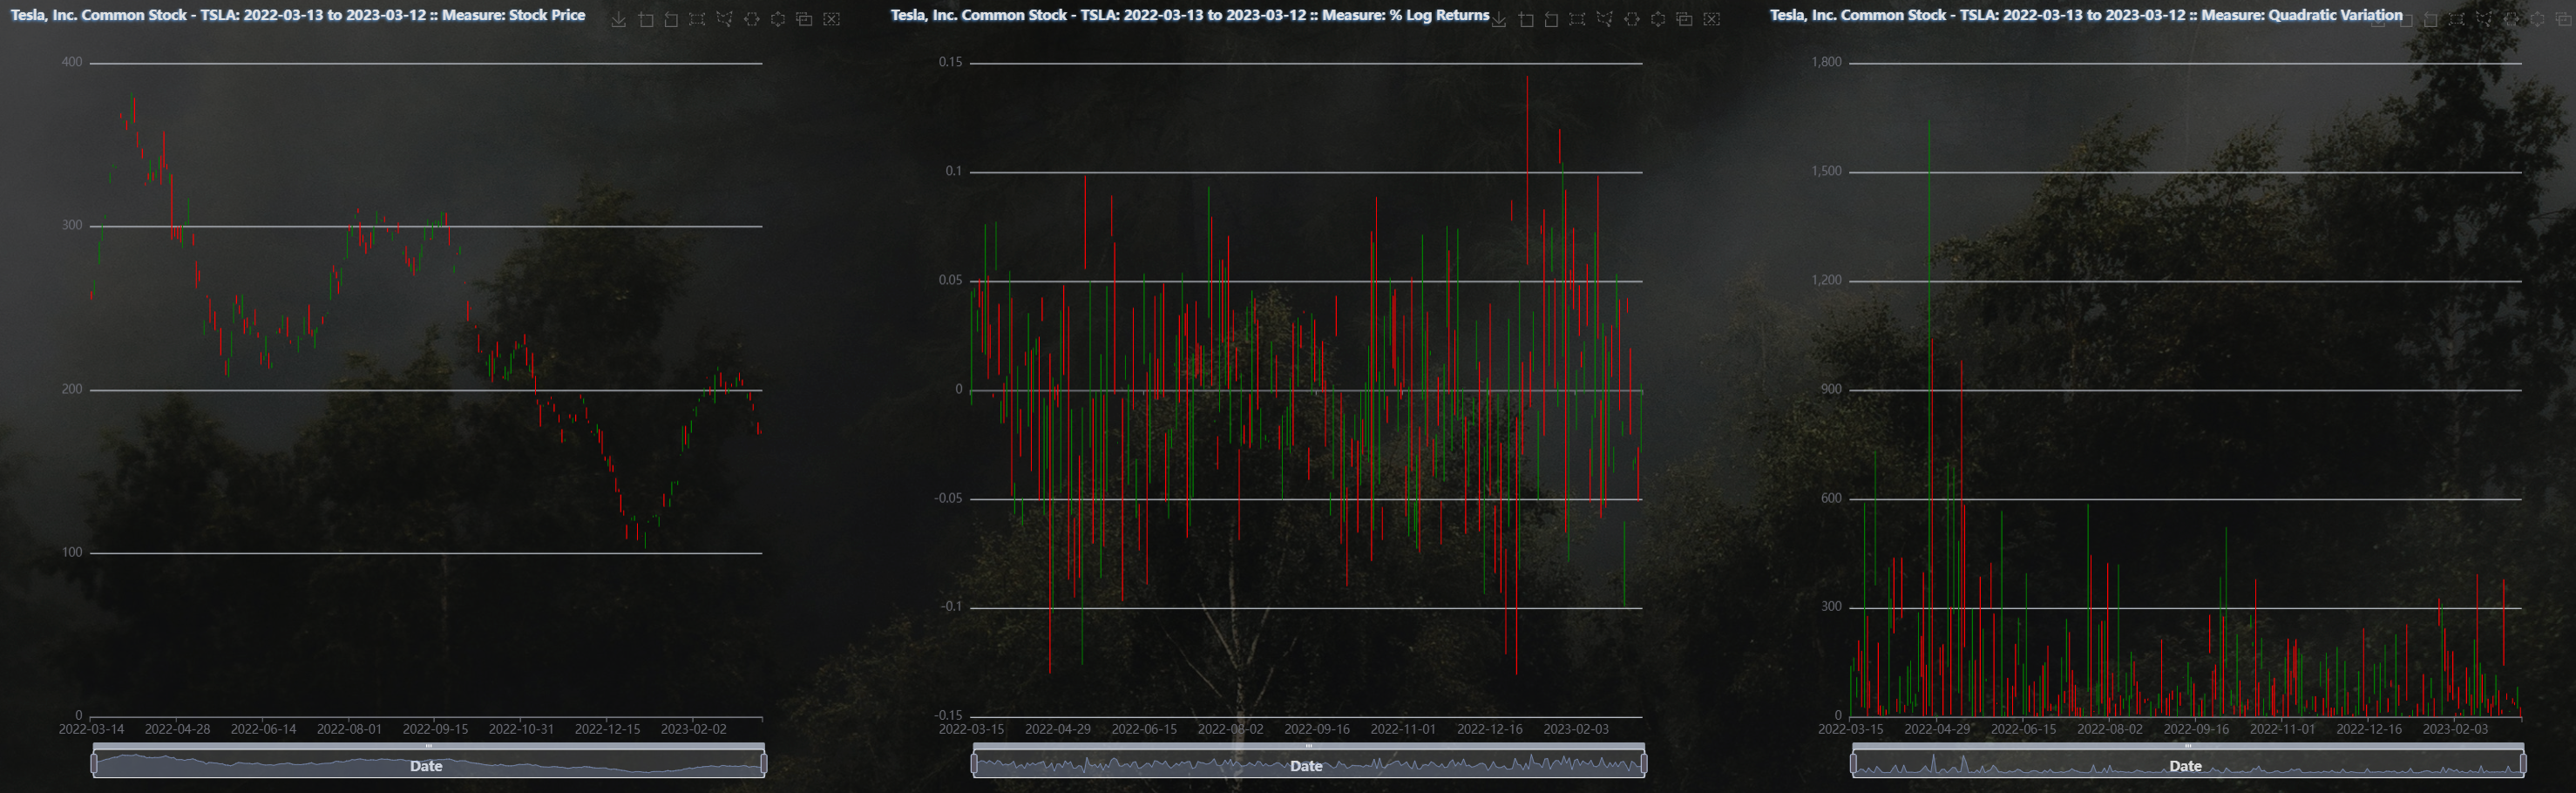 Tesla, Inc. Common Stock - TSLA: 2022-03-13 to 2023-03-12 :: Measure: Stock Price
400
300
200
100
0
2022-03-14 2022-04-28 2022-06-14 2022-08-01 2022-09-15 2022-10-31 2022-12-15 2023-02-02
Date
Tesla, Inc. Common Stock - TSLA: 2022-03-13 to 2023-03-12 :: Measure: % Log Returns
0.15
0.1
0.05
0
-0.05
-0.1
-0.15
2022-03-15 2022-04-29 2022-06-15 2022-08-02 2022-09-16 2022-11-01 2022-12-16 2023-02-03
Date
Tesla, Inc. Common Stock - TSLA: 2022-03-13 to 2023-03-12 :: Measure: Quadratic Variation
1,800
1,500
1,200
900
600
300
0
2022-03-15 2022-04-29 2022-06-15 2022-08-02 2022-09-16 2022-11-01 2022-12-16 2023-02-03
Date